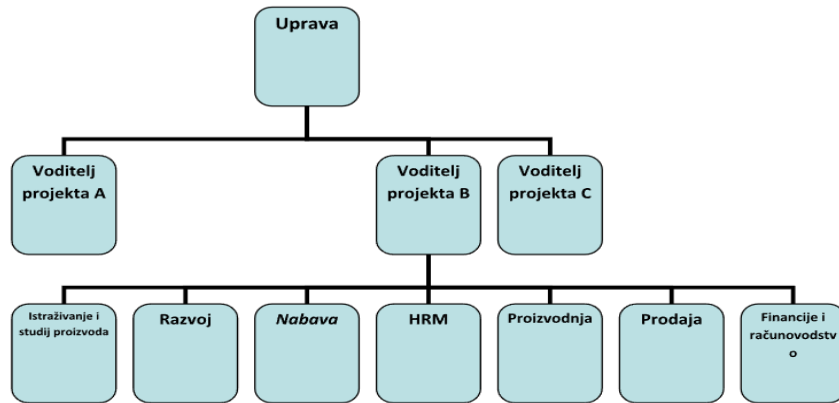 Uprava
Voditelj
projekta A
Voditelj
projekta B
Voditelj
projekta C
Istraživanje i
studij proizvoda
Razvoj
Nabava
HRM
Proizvodnja
Prodaja
Financije i
računovodstv
o